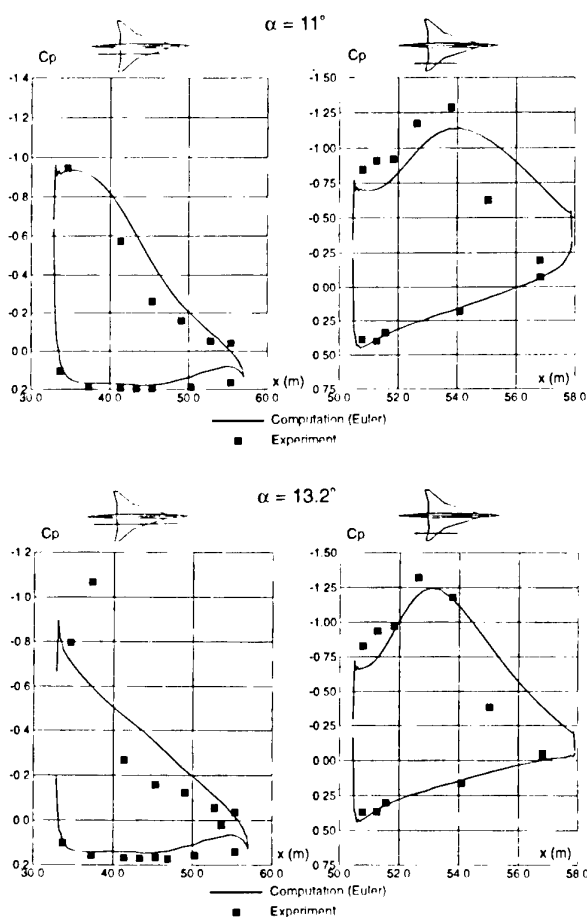 α = 11°
Cp
-1.4
-1.2
-1.0
-0.8
-0.6
-0.4
-0.2
0.0
0.2
30.0 40.0 50.0 60.0
x (m)
-1.50
-1.25
-1.00
-0.75
-0.50
-0.25
0.00
0.25
0.50
0.75
50.0 52.0 54.0 56.0 58.0
x (m)
Cp
Computation (Euler)
Experiment
α = 13.2°
Cp
-1.2
-1.0
-0.8
-0.6
-0.4
-0.2
0.0
0.2
30.0 40.0 50.0 60.0
x (m)
Cp
-1.50
-1.25
-1.00
-0.75
-0.50
-0.25
0.00
0.25
0.50
0.75
50.0 52.0 54.0 56.0 58.0
x (m)
Computation (Euler)
Experiment